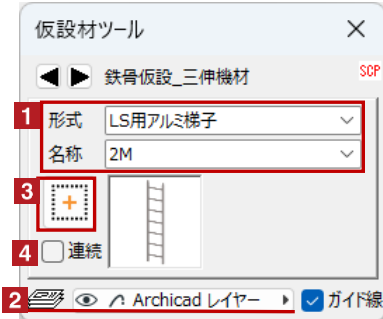 仮設材ツール
鉄骨仮設_三伸機材 SCP
1 形式 LS用アルミ梯子
名称 2M
3
4 連続
2 Archicad レイヤー ガイド線